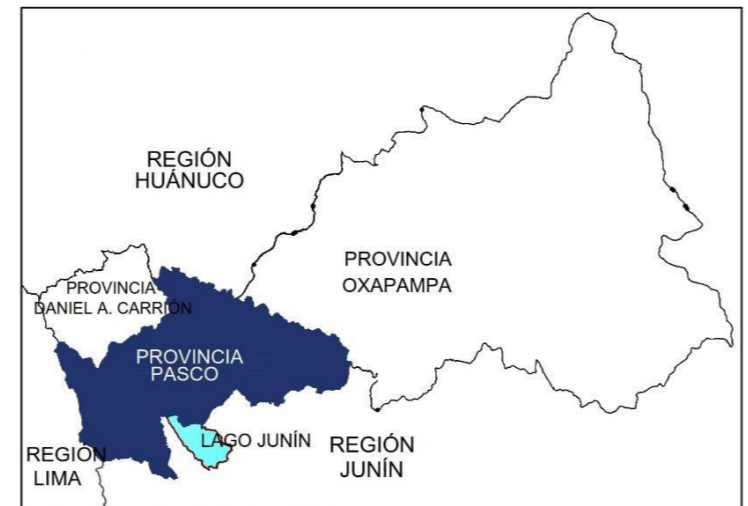 REGIÓN
HUÁNUCO
PROVINCIA
OXAPAMPA
PROVINCIA
DANIEL A. CARRIÓN
PROVINCIA
PASCO
LAGO JUNÍN
REGIÓN
JUNÍN
REGIÓN
LIMA